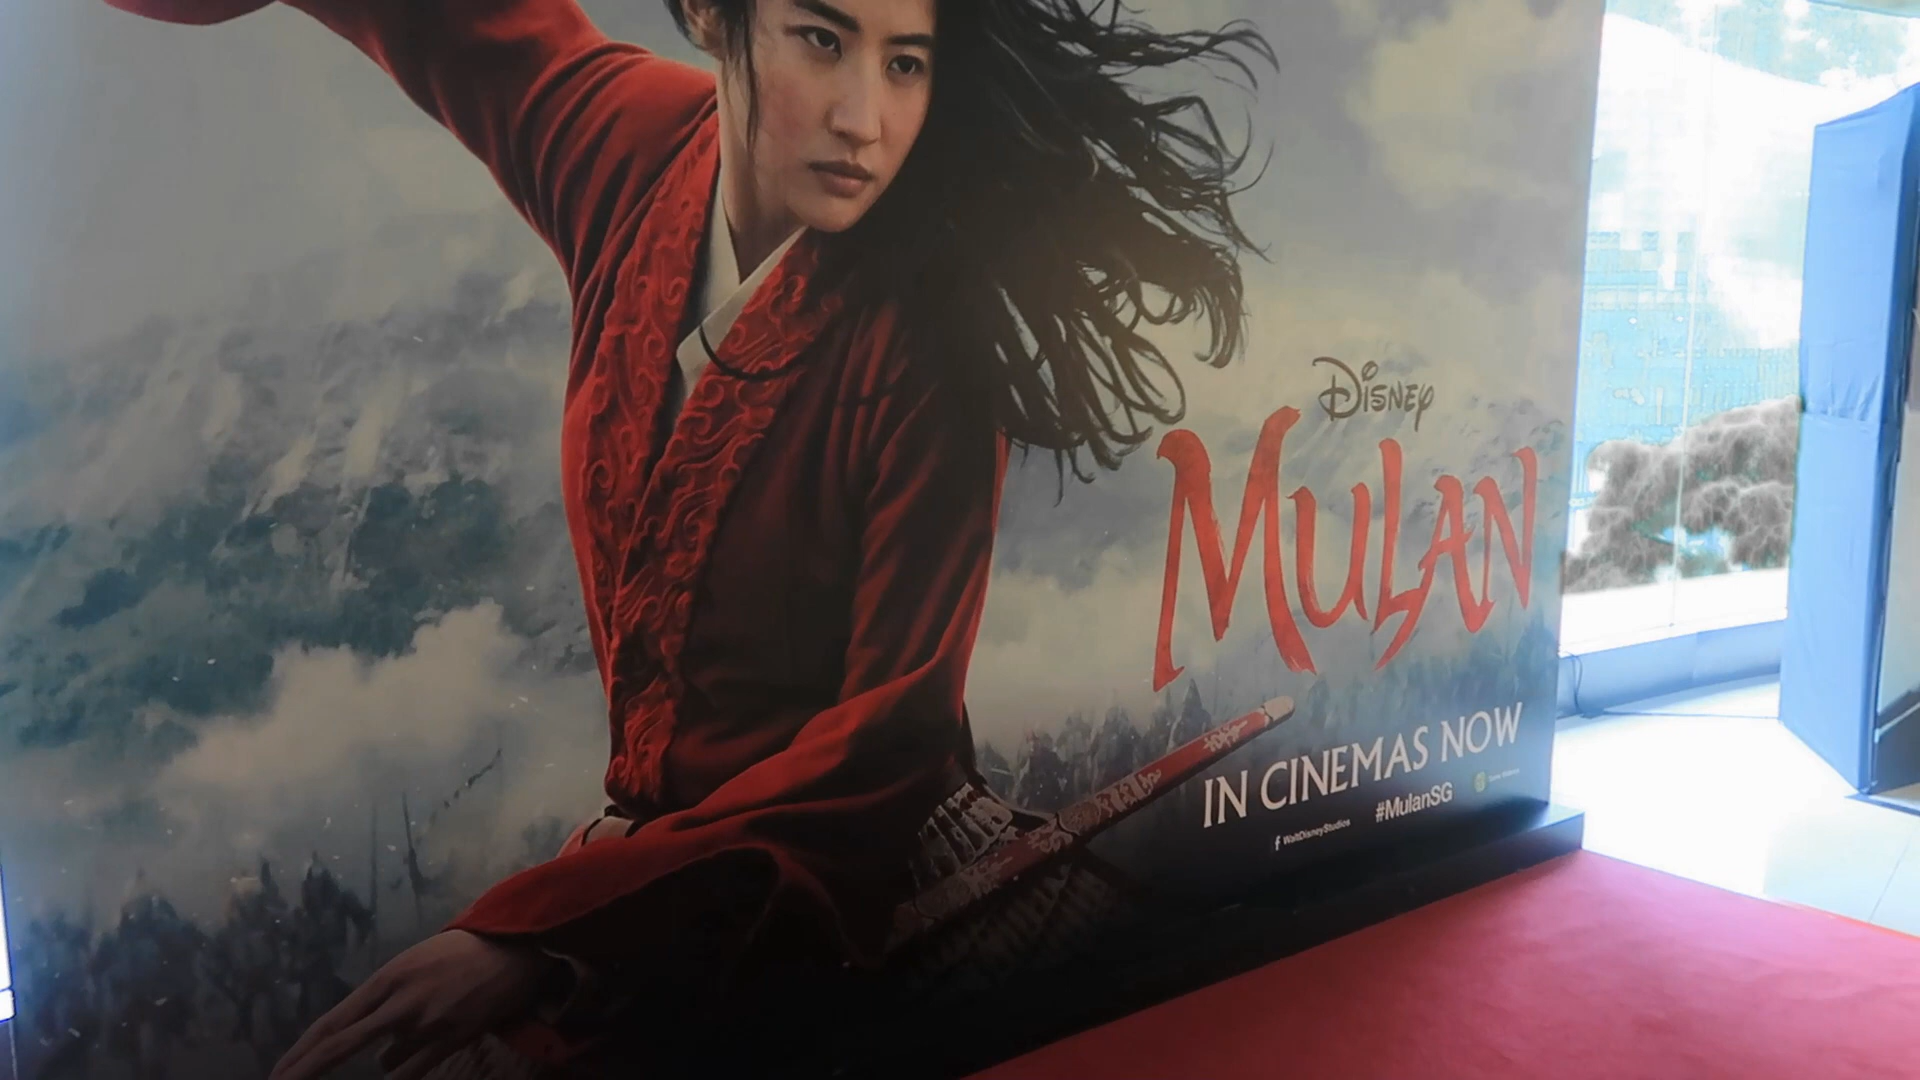 Disney
MULAN
IN CINEMAS NOW
#MulanSG
WaltDisneyStudios